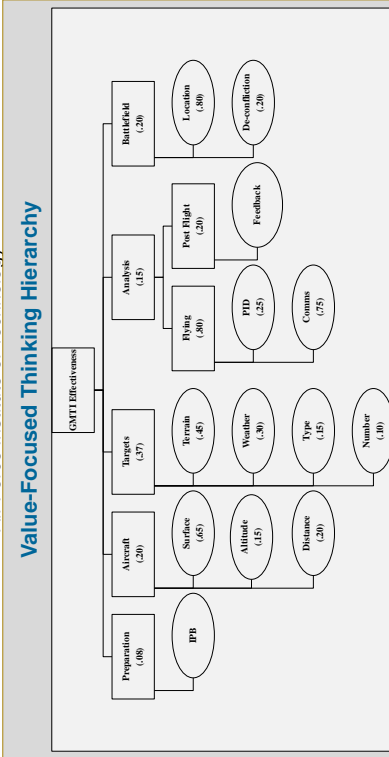 Value-Focused Thinking Hierarchy
GMTI Effectiveness
Preparation
(.08)
Aircraft
(.20)
Targets
(.37)
Analysis
(.15)
Battlefield
(.20)
IPB
Surface
(.65)
Altitude
(.15)
Distance
(.20)
Terrain
(.45)
Weather
(.30)
Type
(.15)
Number
(.10)
Flying
(.80)
Post Flight
(.20)
PID
(.25)
Comms
(.75)
Feedback
Location
(.80)
De-confliction
(.20)